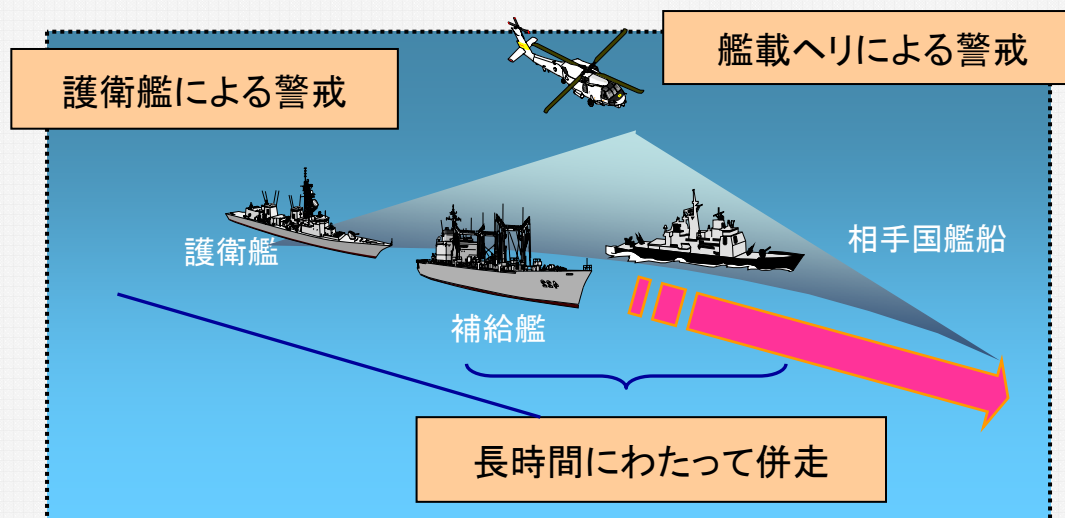 艦載ヘリによる警戒
護衛艦による警戒
護衛艦
補給艦
相手国艦船
長時間にわたって併走